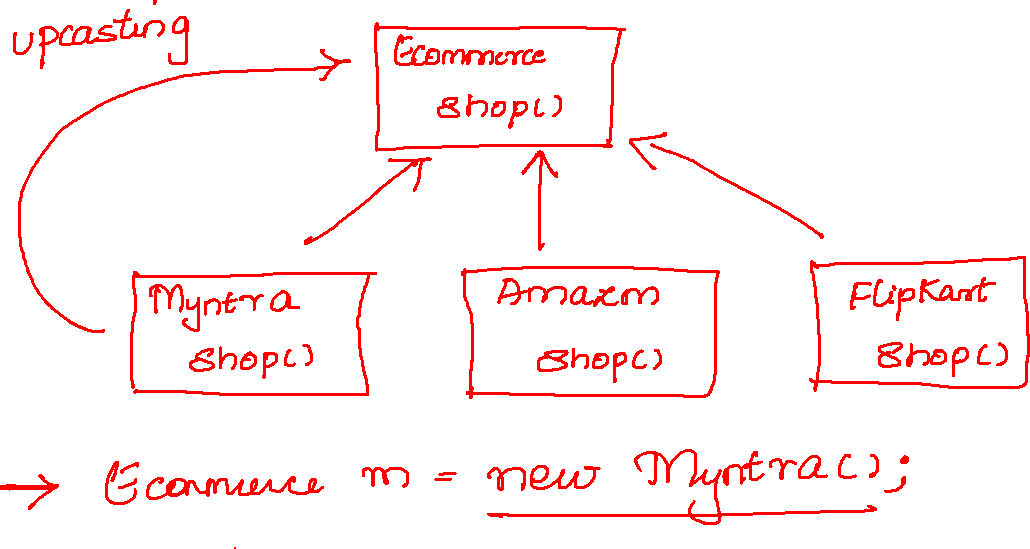 upcasting
Ecommerce
shop()
Myntra
shop()
Amazon
shop()
Flipkart
shop()
→ Ecommerce m = new Myntra();